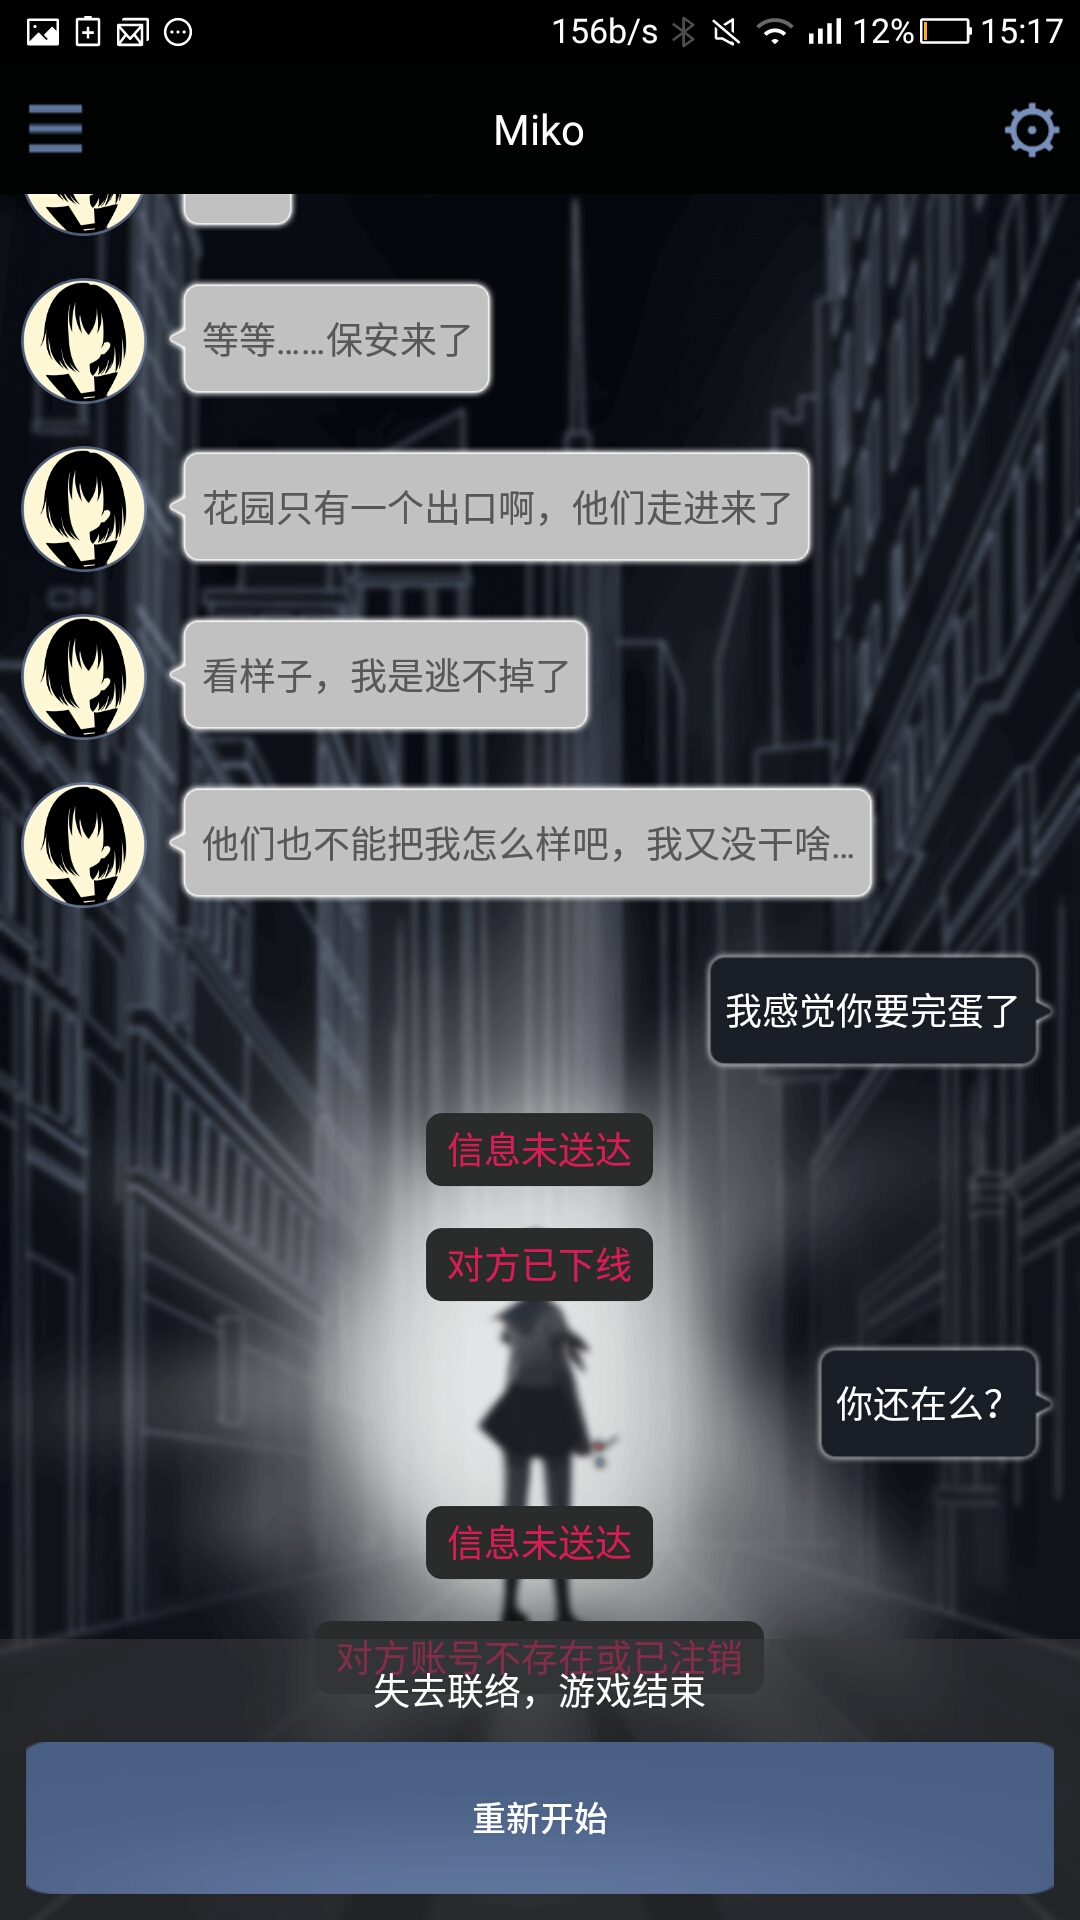 156b/s 12% 15:17
Miko
等等……保安来了
花园只有一个出口啊，他们走进来了
看样子，我是逃不掉了
他们也不能把我怎么样吧，我又没干啥…
我感觉你要完蛋了
信息未送达
对方已下线
你还在么？
信息未送达
对方账号不存在或已注销
失去联络，游戏结束
重新开始